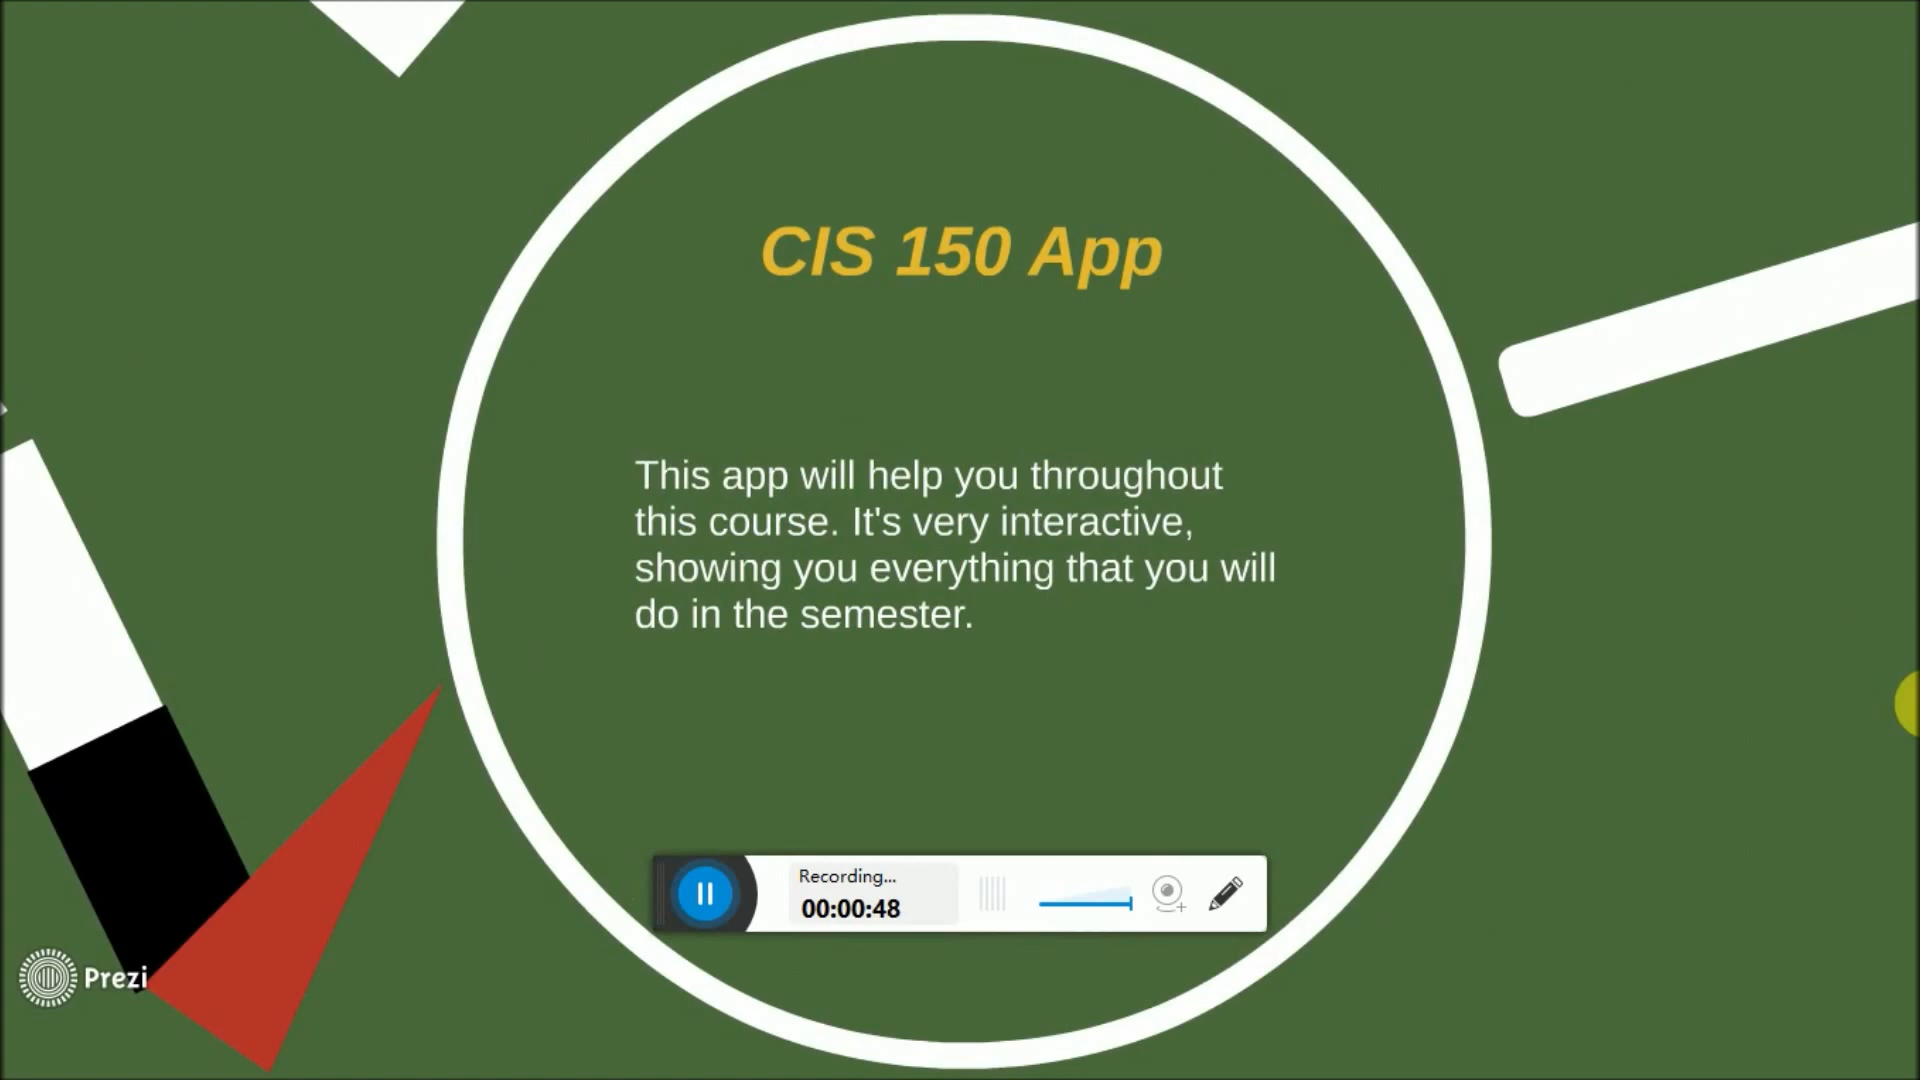 CIS 150 App
This app will help you throughout
this course. It's very interactive,
showing you everything that you will
do in the semester.
Recording...
00:00:48
Prezi